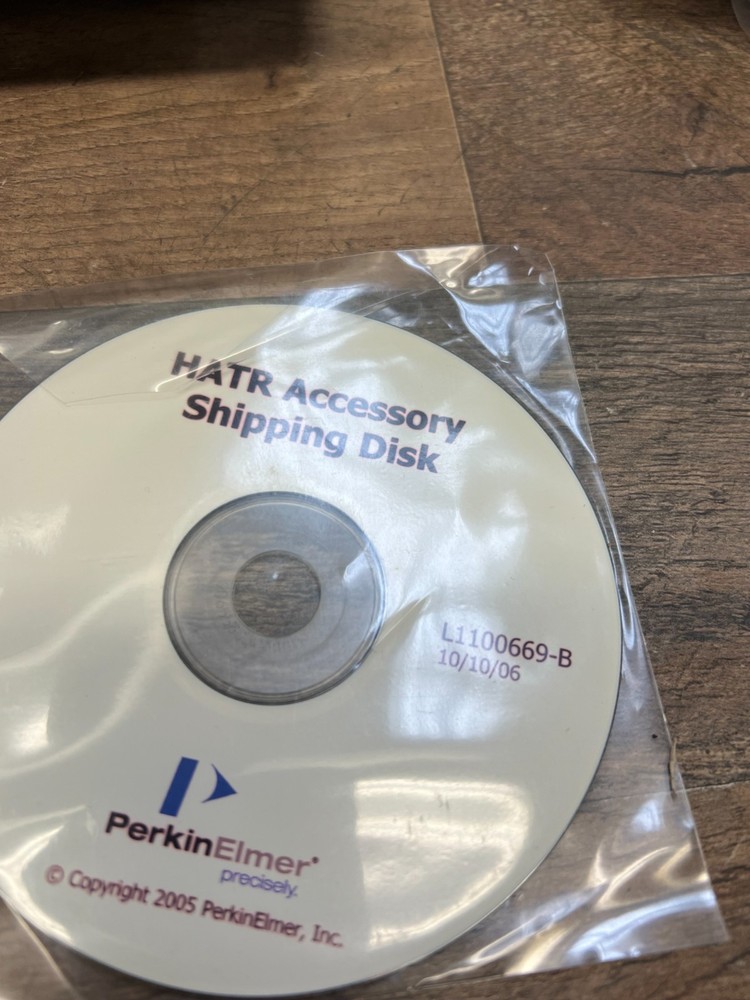 HATR Accessory
Shipping Disk
L1100669-B
10/10/06
PerkinElmer®
precisely.
© Copyright 2005 PerkinElmer, Inc.